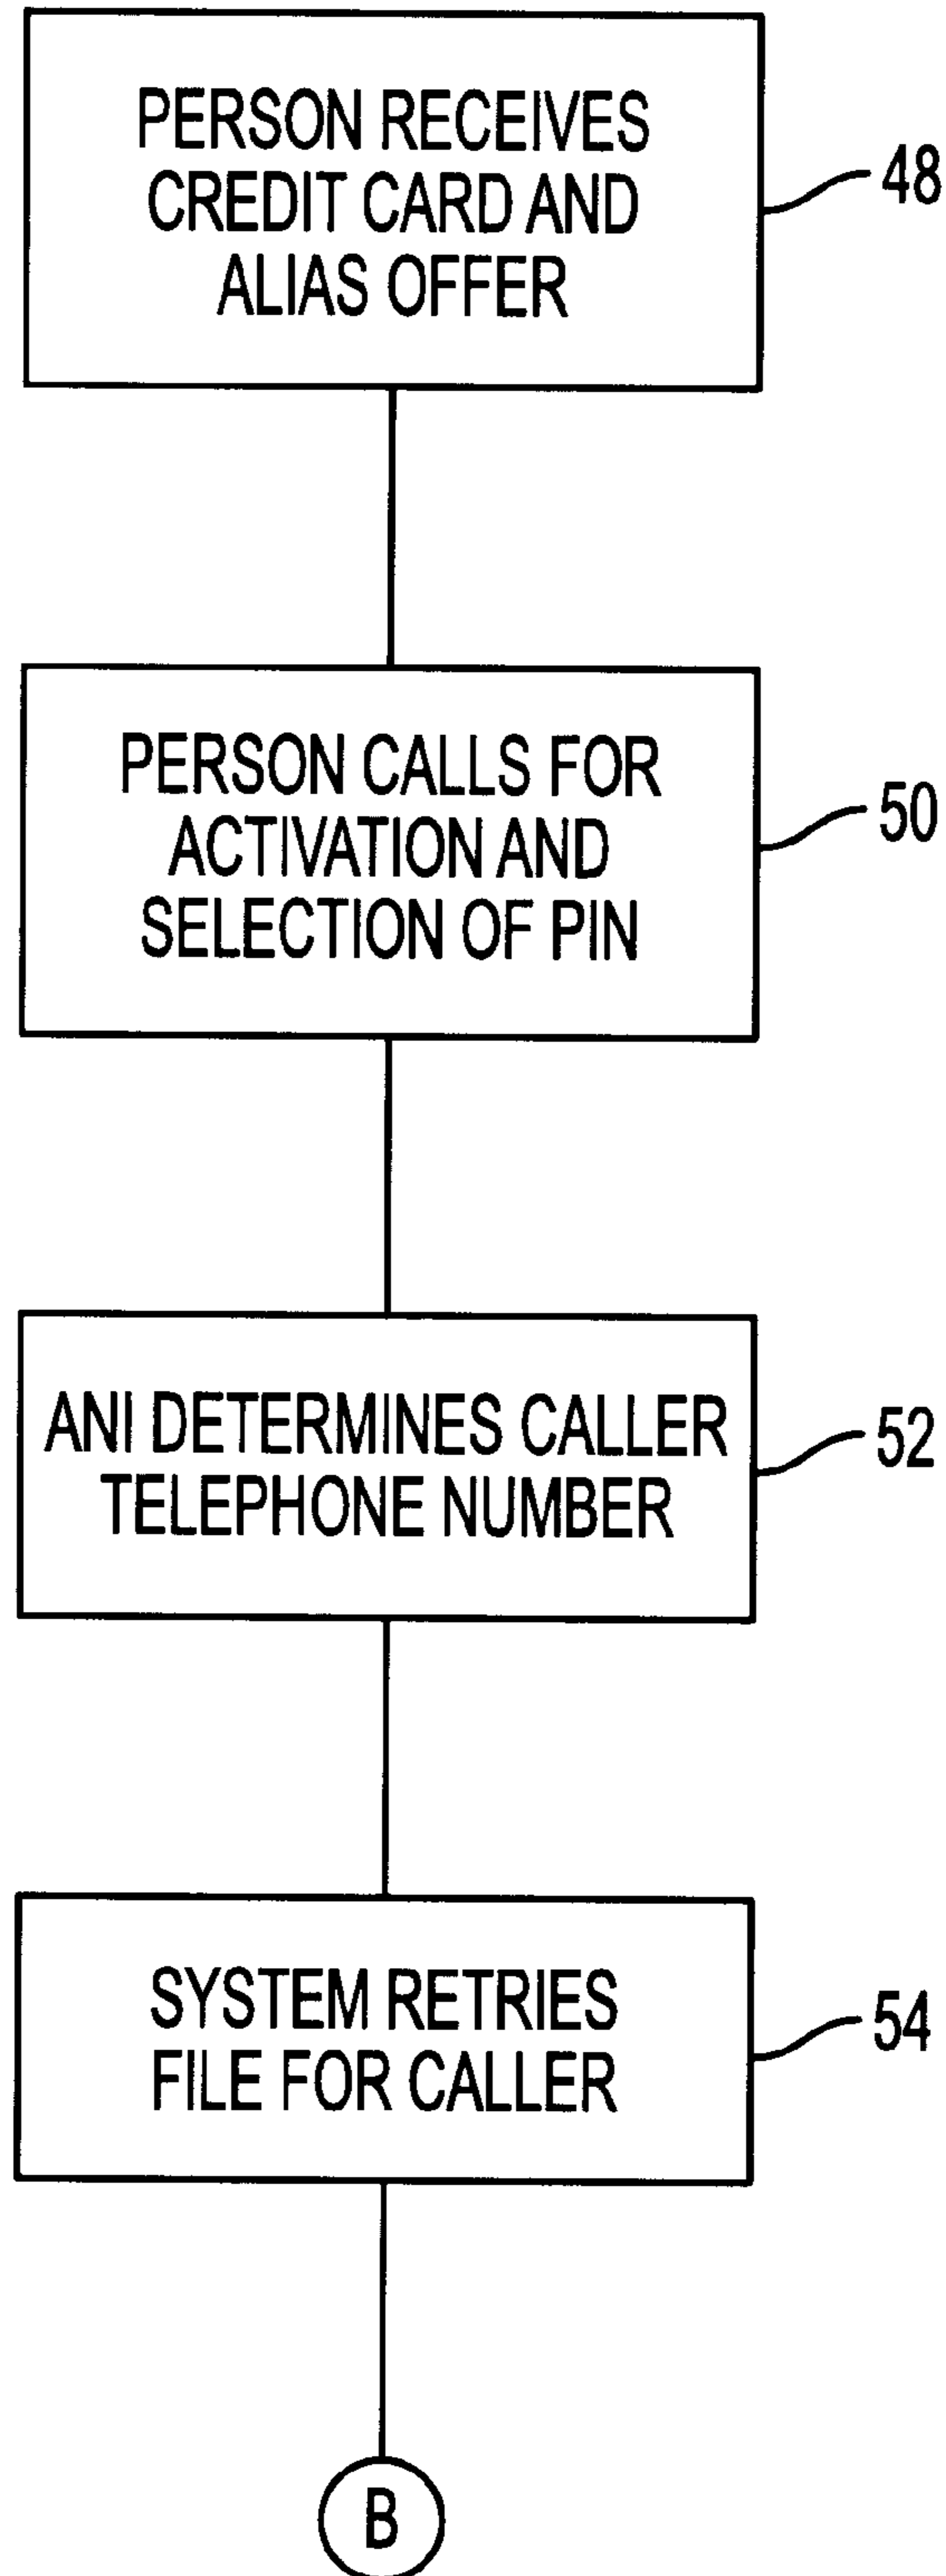 PERSON RECEIVES
CREDIT CARD AND
ALIAS OFFER
48
PERSON CALLS FOR
ACTIVATION AND
SELECTION OF PIN
50
ANI DETERMINES CALLER
TELEPHONE NUMBER
52
SYSTEM RETRIES
FILE FOR CALLER
54
B